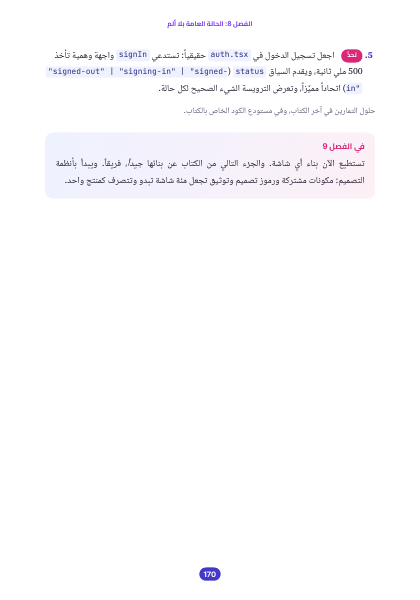 الفصل 8: الحالة العامة بلا ألم
5. تحدٍّ اجعل تسجيل الدخول في auth.tsx حقيقياً: تستدعي signIn واجهة وهمية تأخذ
500 ملي ثانية، ويقدم السياق status ("signed-out" | "signing-in" | "signed-
in") اتحاداً مميّزاً، وتعرض الترويسة الشيء الصحيح لكل حالة.
حلول التمارين في آخر الكتاب، وفي مستودع الكود الخاص بالكتاب.
في الفصل 9
تستطيع الآن بناء أي شاشة. والجزء التالي من الكتاب عن بنائها جيداً/، فريقاً. ويبدأ بأنظمة
التصميم: مكونات مشتركة ورموز تصميم وتوثيق تجعل مئة شاشة تبدو وتتصرف كمنتج واحد.
170